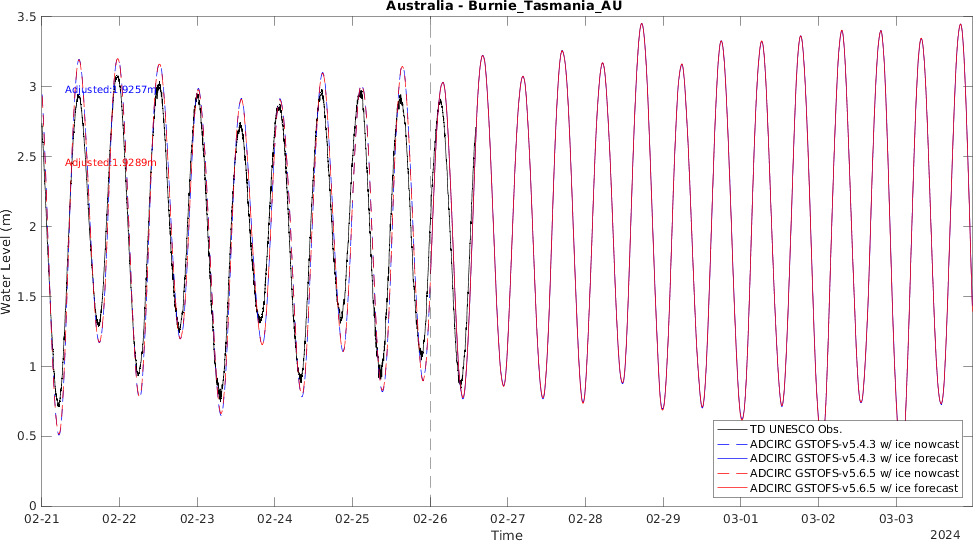 Australia - Burnie_Tasmania_AU
3.5
3
2.5
2
1.5
1
0.5
0
Water Level (m)
Adjusted:1.9257m
Adjusted:1.9289m
TD UNESCO Obs.
ADCIRC GSTOFS-v5.4.3 w/ ice nowcast
ADCIRC GSTOFS-v5.4.3 w/ ice forecast
ADCIRC GSTOFS-v5.6.5 w/ ice nowcast
ADCIRC GSTOFS-v5.6.5 w/ ice forecast
02-21 02-22 02-23 02-24 02-25 02-26 02-27 02-28 02-29 03-01 03-02 03-03
Time
2024